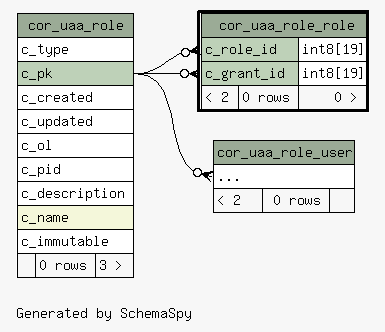 cor_uaa_role
c_type
c_pk
c_created
c_updated
c_ol
c_pid
c_description
c_name
c_immutable
0 rows 3 >
cor_uaa_role_role
c_role_id int8[19]
c_grant_id int8[19]
< 2 0 rows 0 >
cor_uaa_role_user
...
< 2 0 rows
Generated by SchemaSpy